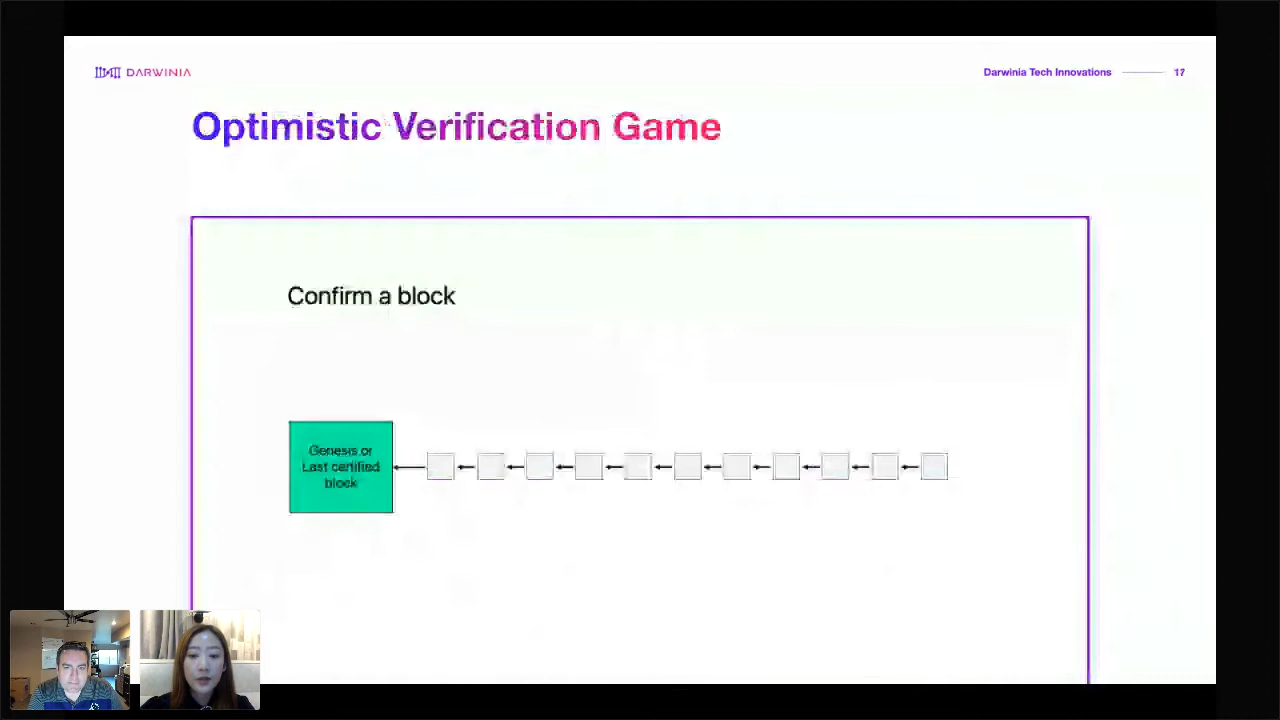 DARWINIA
Darwinia Tech Innovations
17
Optimistic Verification Game
Confirm a block
Genesis or
Last certified
block